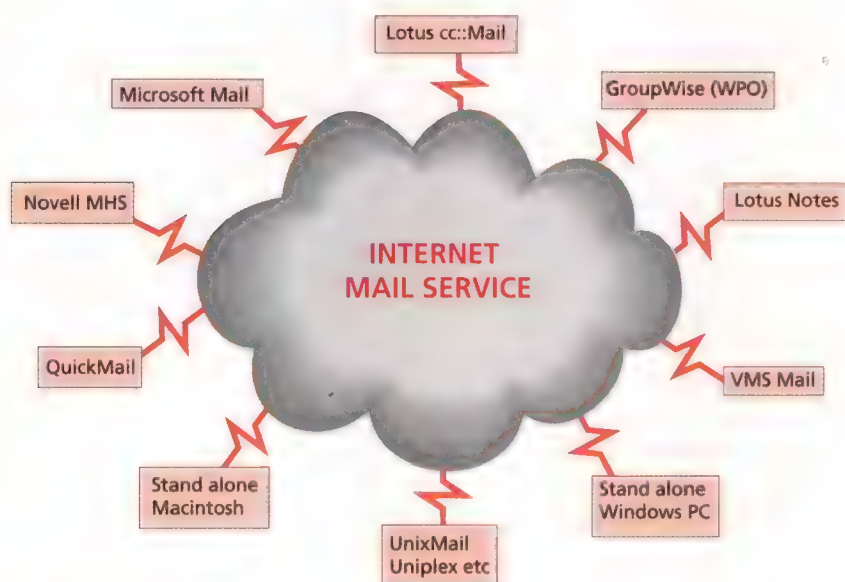 Lotus cc::Mail
Microsoft Mail
GroupWise (WPO)
Novell MHS
Lotus Notes
INTERNET
MAIL SERVICE
QuickMail
VMS Mail
Stand alone
Macintosh
Stand alone
Windows PC
UnixMail
Uniplex etc